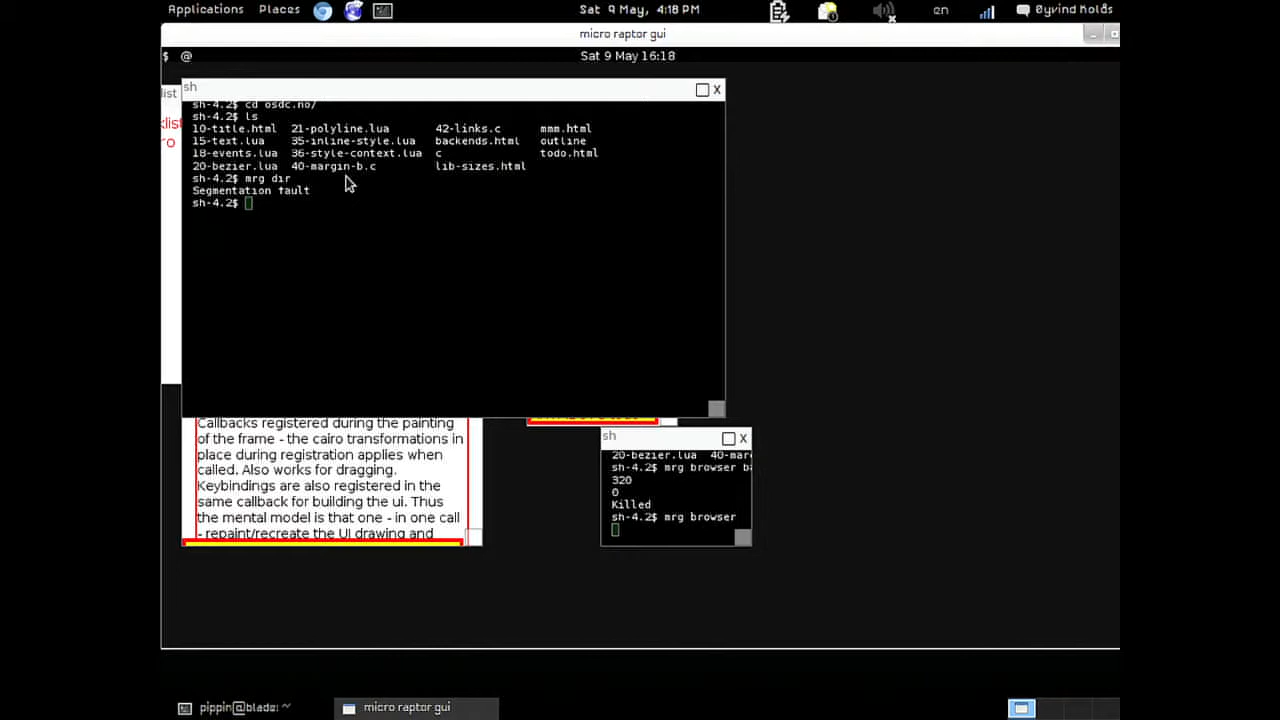 Applications Places Sat 9 May, 4:18 PM en Øyvind Kolås
micro raptor gui
$ @ Sat 9 May 16:18
sh
list
sh-4.2$ cd osdc.no/
sh-4.2$ ls
10-title.html 21-polyline.lua 42-links.c mmm.html
15-text.lua 35-inline-style.lua backends.html outline
18-events.lua 36-style-context.lua c todo.html
20-bezier.lua 40-margin-b.c lib-sizes.html
sh-4.2$ mrg dir
Segmentation fault
sh-4.2$
klist
ro
Callbacks registered during the painting
of the frame - the cairo transformations in
place during registration applies when
called. Also works for dragging.
Keybindings are also registered in the
same callback for building the ui. Thus
the mental model is that one - in one call
- repaint/recreate the UI drawing and
sh
20-bezier.lua 40-mar
sh-4.2$ mrg browser ba
320
0
Killed
sh-4.2$ mrg browser
pippin@blade: ~ micro raptor gui